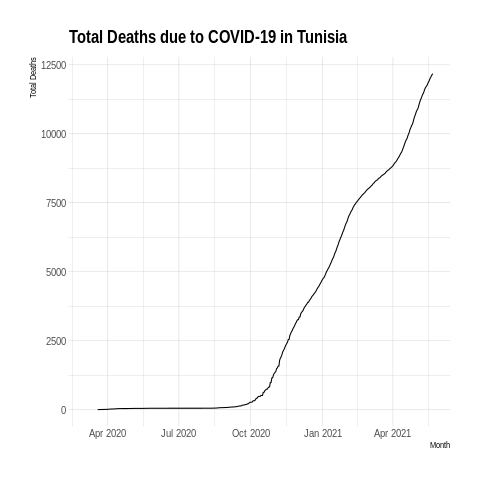 Total Deaths due to COVID-19 in Tunisia
Total Deaths
12500
10000
7500
5000
2500
0
Apr 2020
Jul 2020
Oct 2020
Jan 2021
Apr 2021
Month